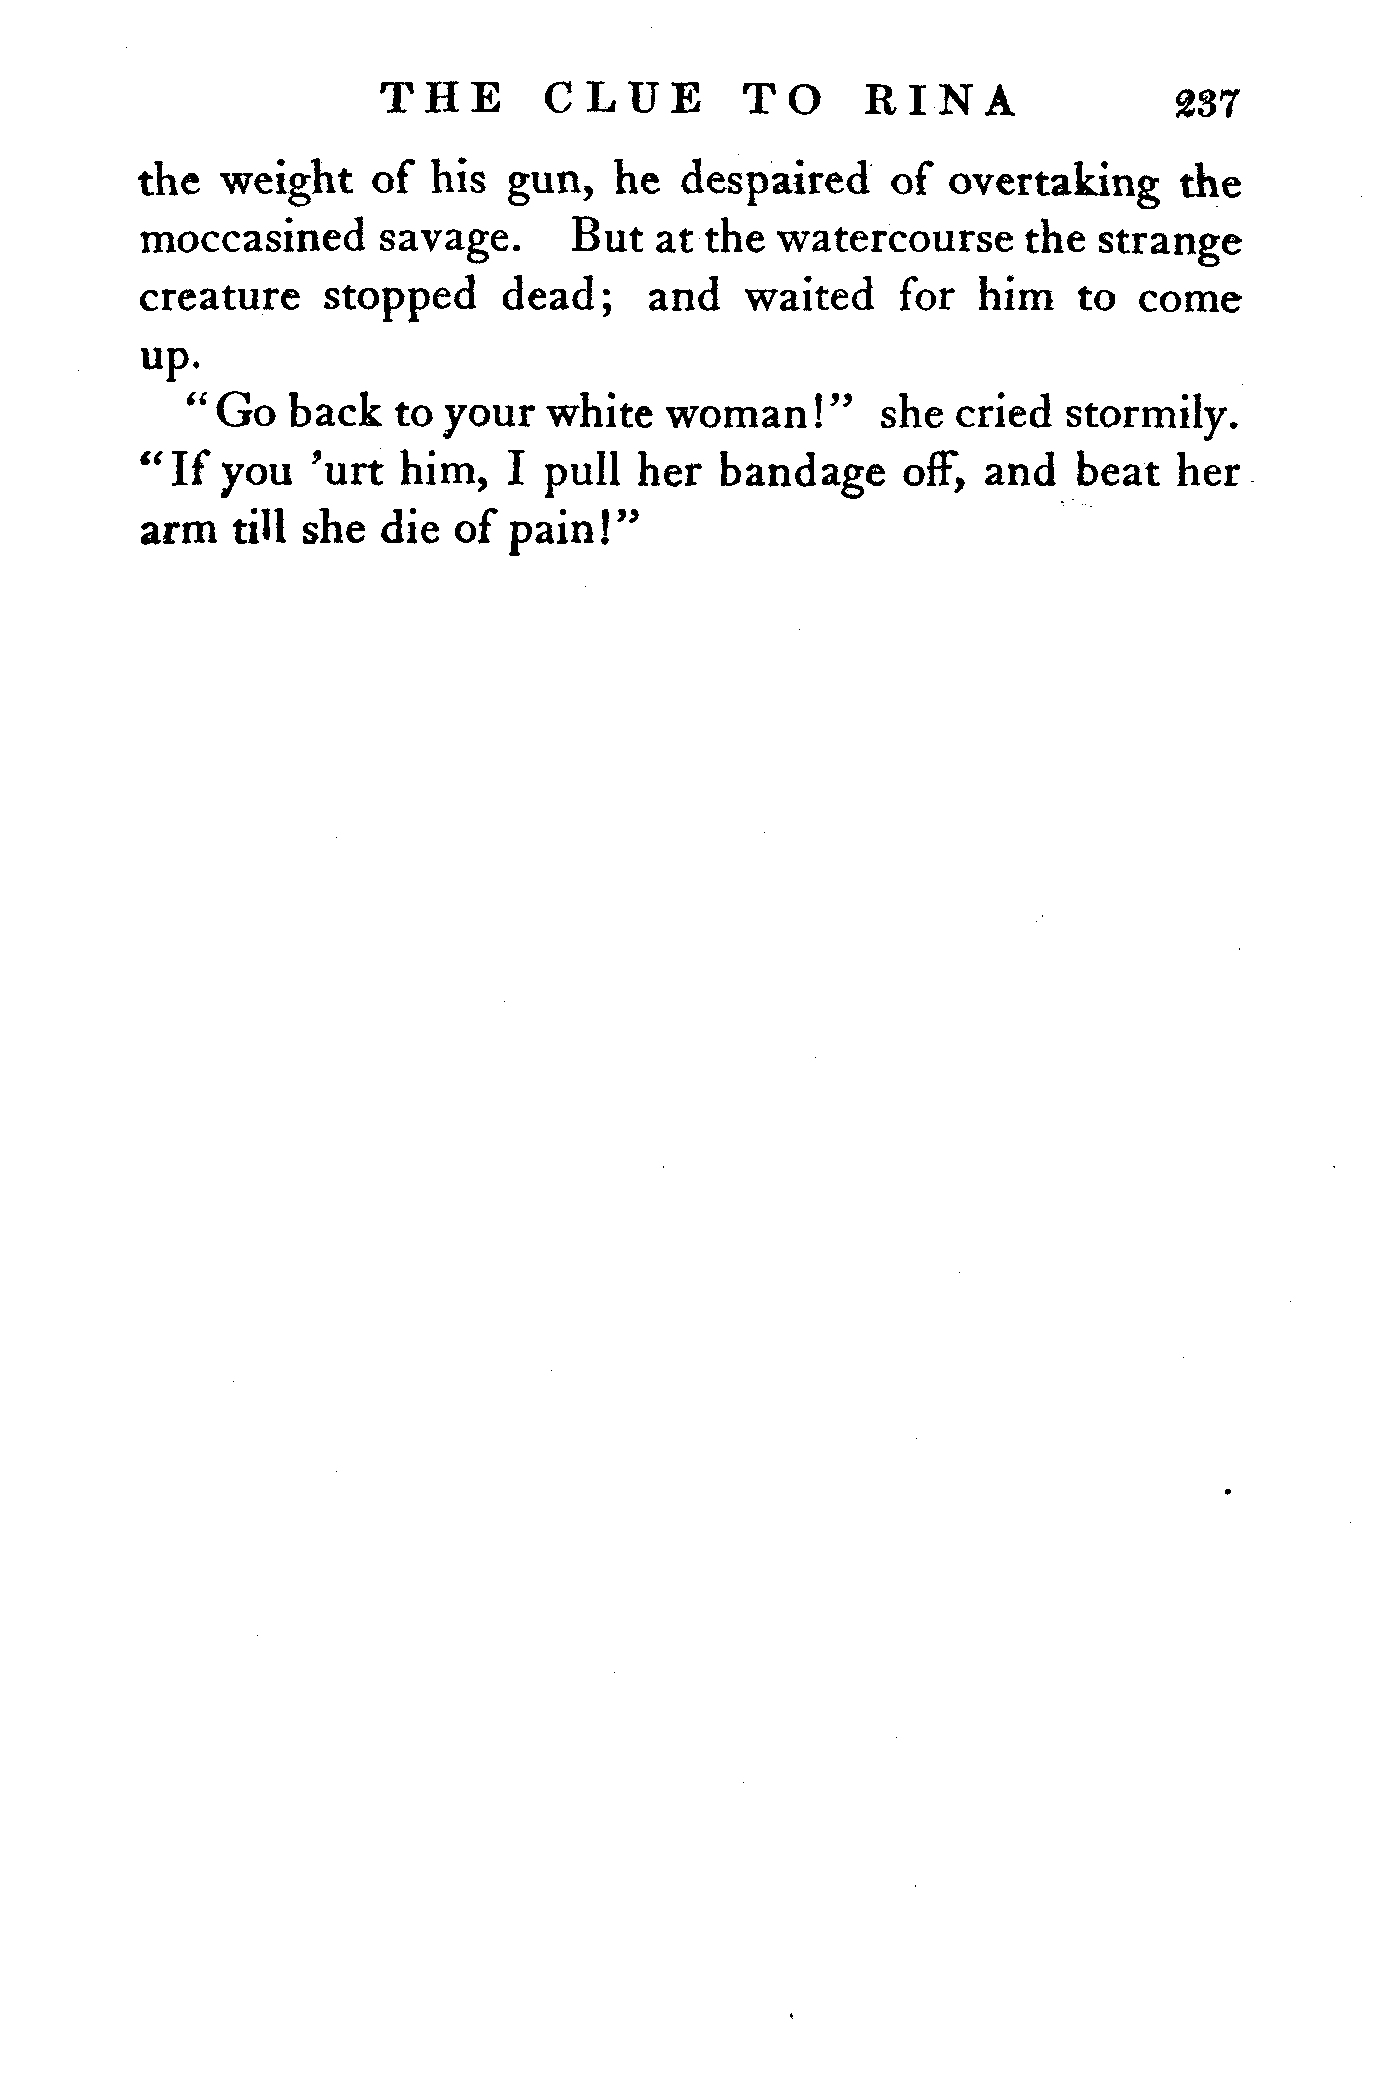 THE CLUE TO RINA 237
the weight of his gun, he despaired of overtaking the
moccasined savage. But at the watercourse the strange
creature stopped dead; and waited for him to come
up.
“Go back to your white woman!” she cried stormily.
“If you ’urt him, I pull her bandage off, and beat her
arm till she die of pain!”